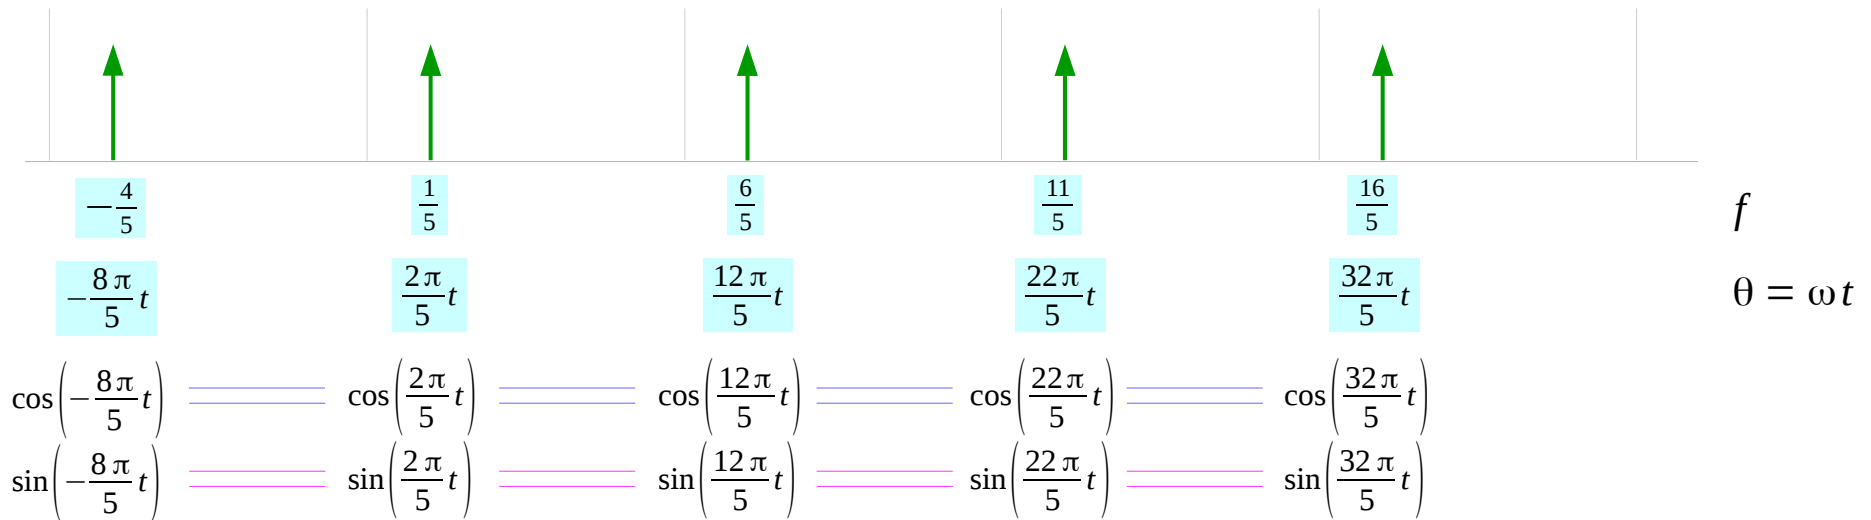 −4/5 1/5 6/5 11/5 16/5 f
−8π/5 t 2π/5 t 12π/5 t 22π/5 t 32π/5 t θ = ωt
cos(−8π/5 t) cos(2π/5 t) cos(12π/5 t) cos(22π/5 t) cos(32π/5 t)
sin(−8π/5 t) sin(2π/5 t) sin(12π/5 t) sin(22π/5 t) sin(32π/5 t)